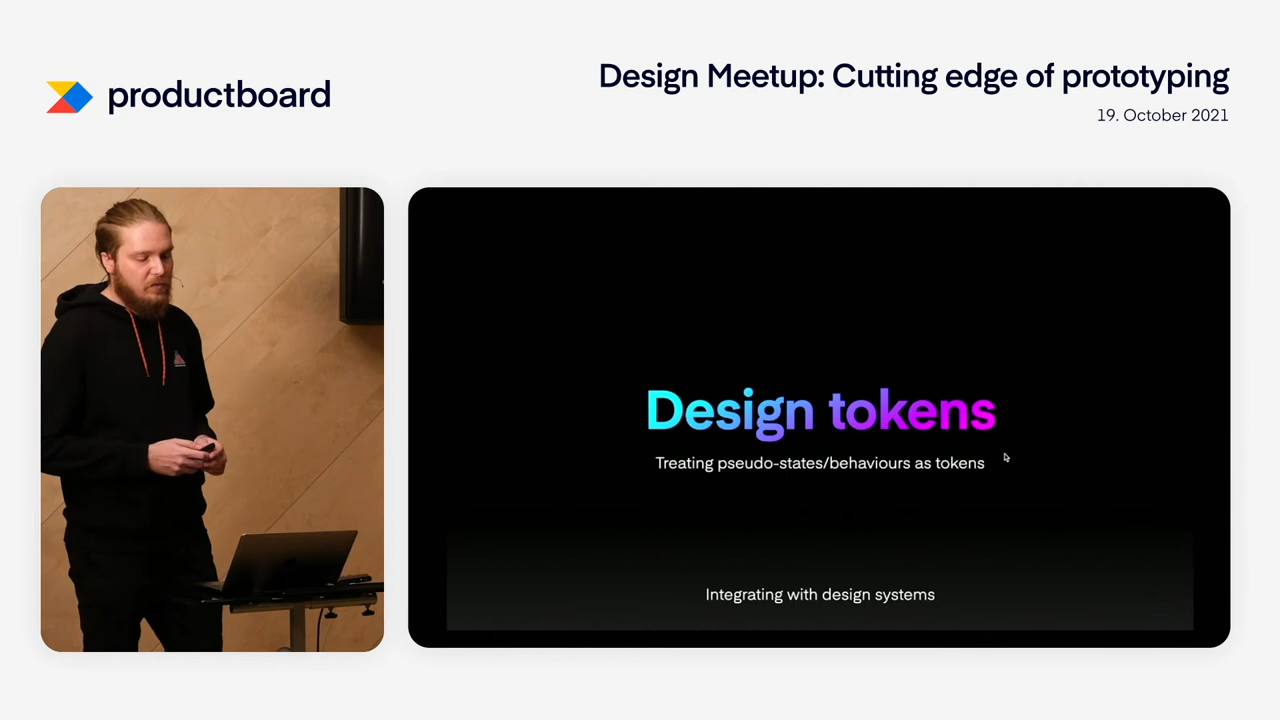 productboard
Design Meetup: Cutting edge of prototyping
19. October 2021
Design tokens
Treating pseudo-states/behaviours as tokens
Integrating with design systems